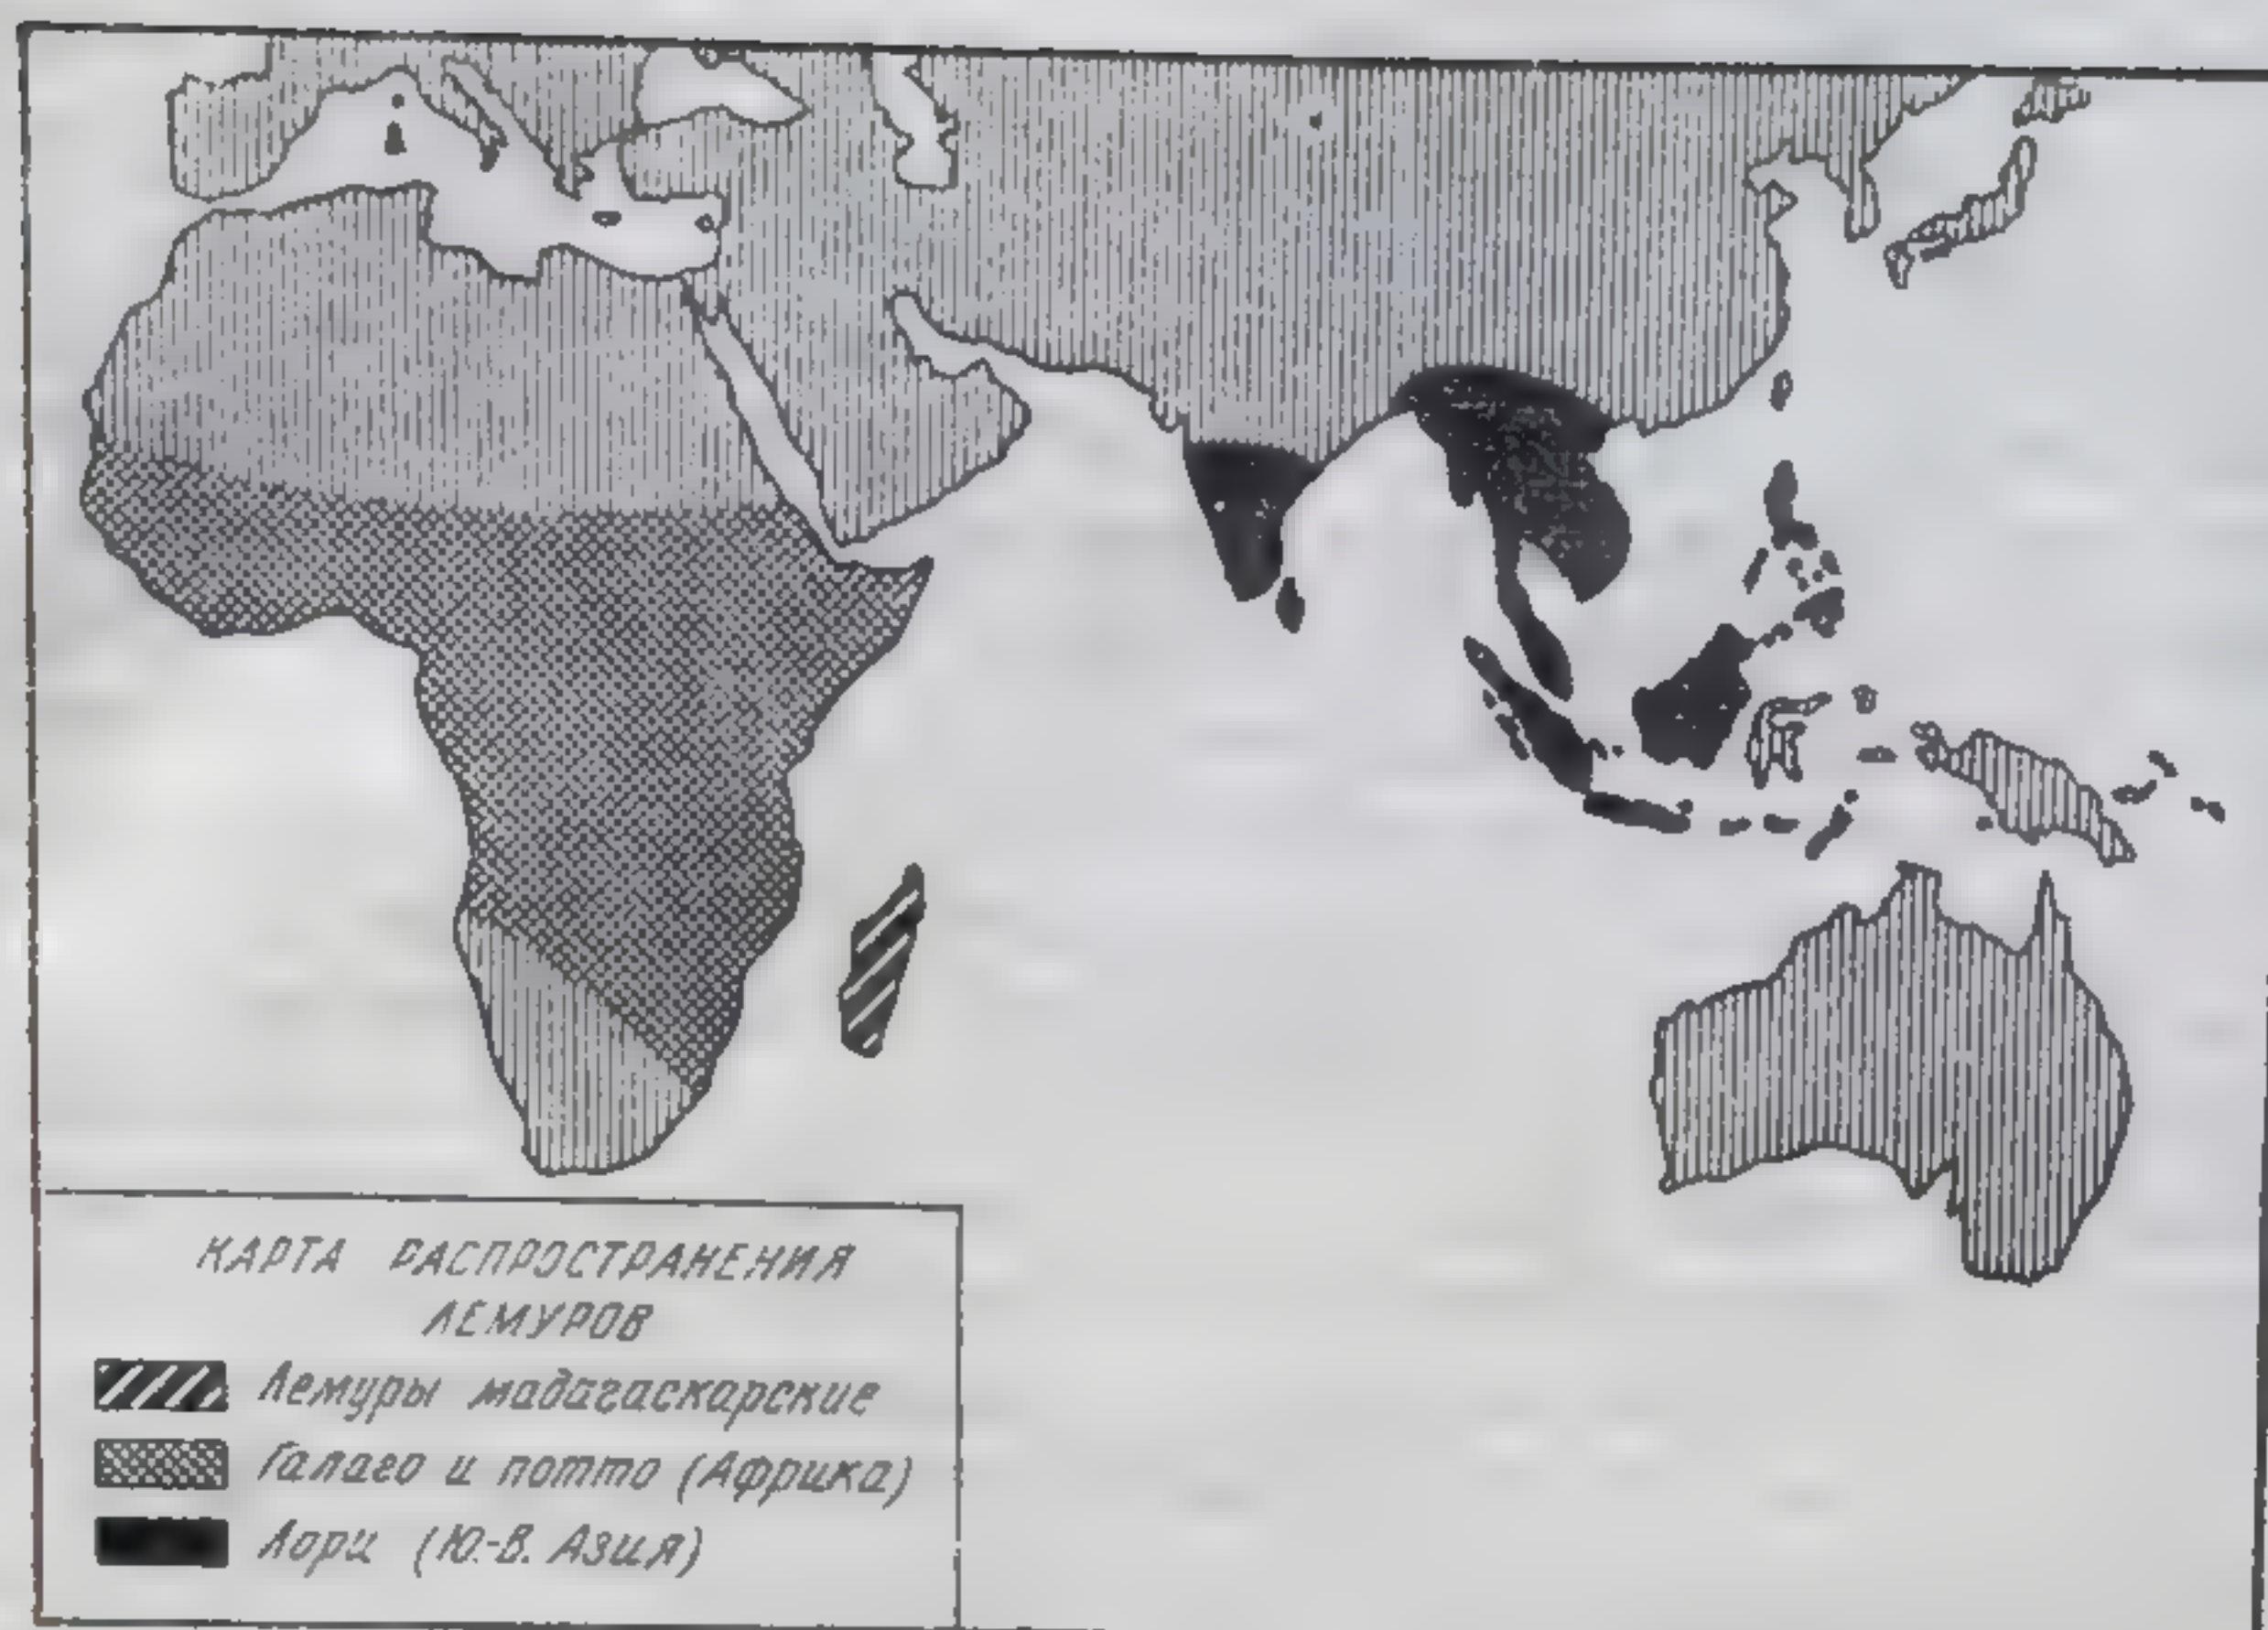 КАРТА РАСПРОСТРАНЕНИЯ
ЛЕМУРОВ
Лемуры мадагаскарские
Галаго и потто (Африка)
Лори (Ю.-В. Азия)